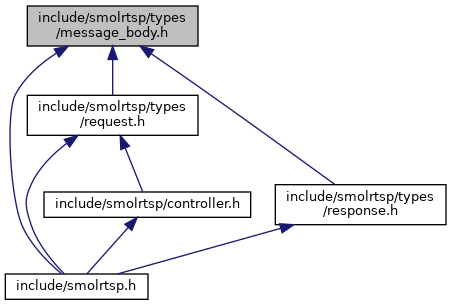 include/smolrtsp/types
/message_body.h
include/smolrtsp/types
/request.h
include/smolrtsp/controller.h
include/smolrtsp/types
/response.h
include/smolrtsp.h